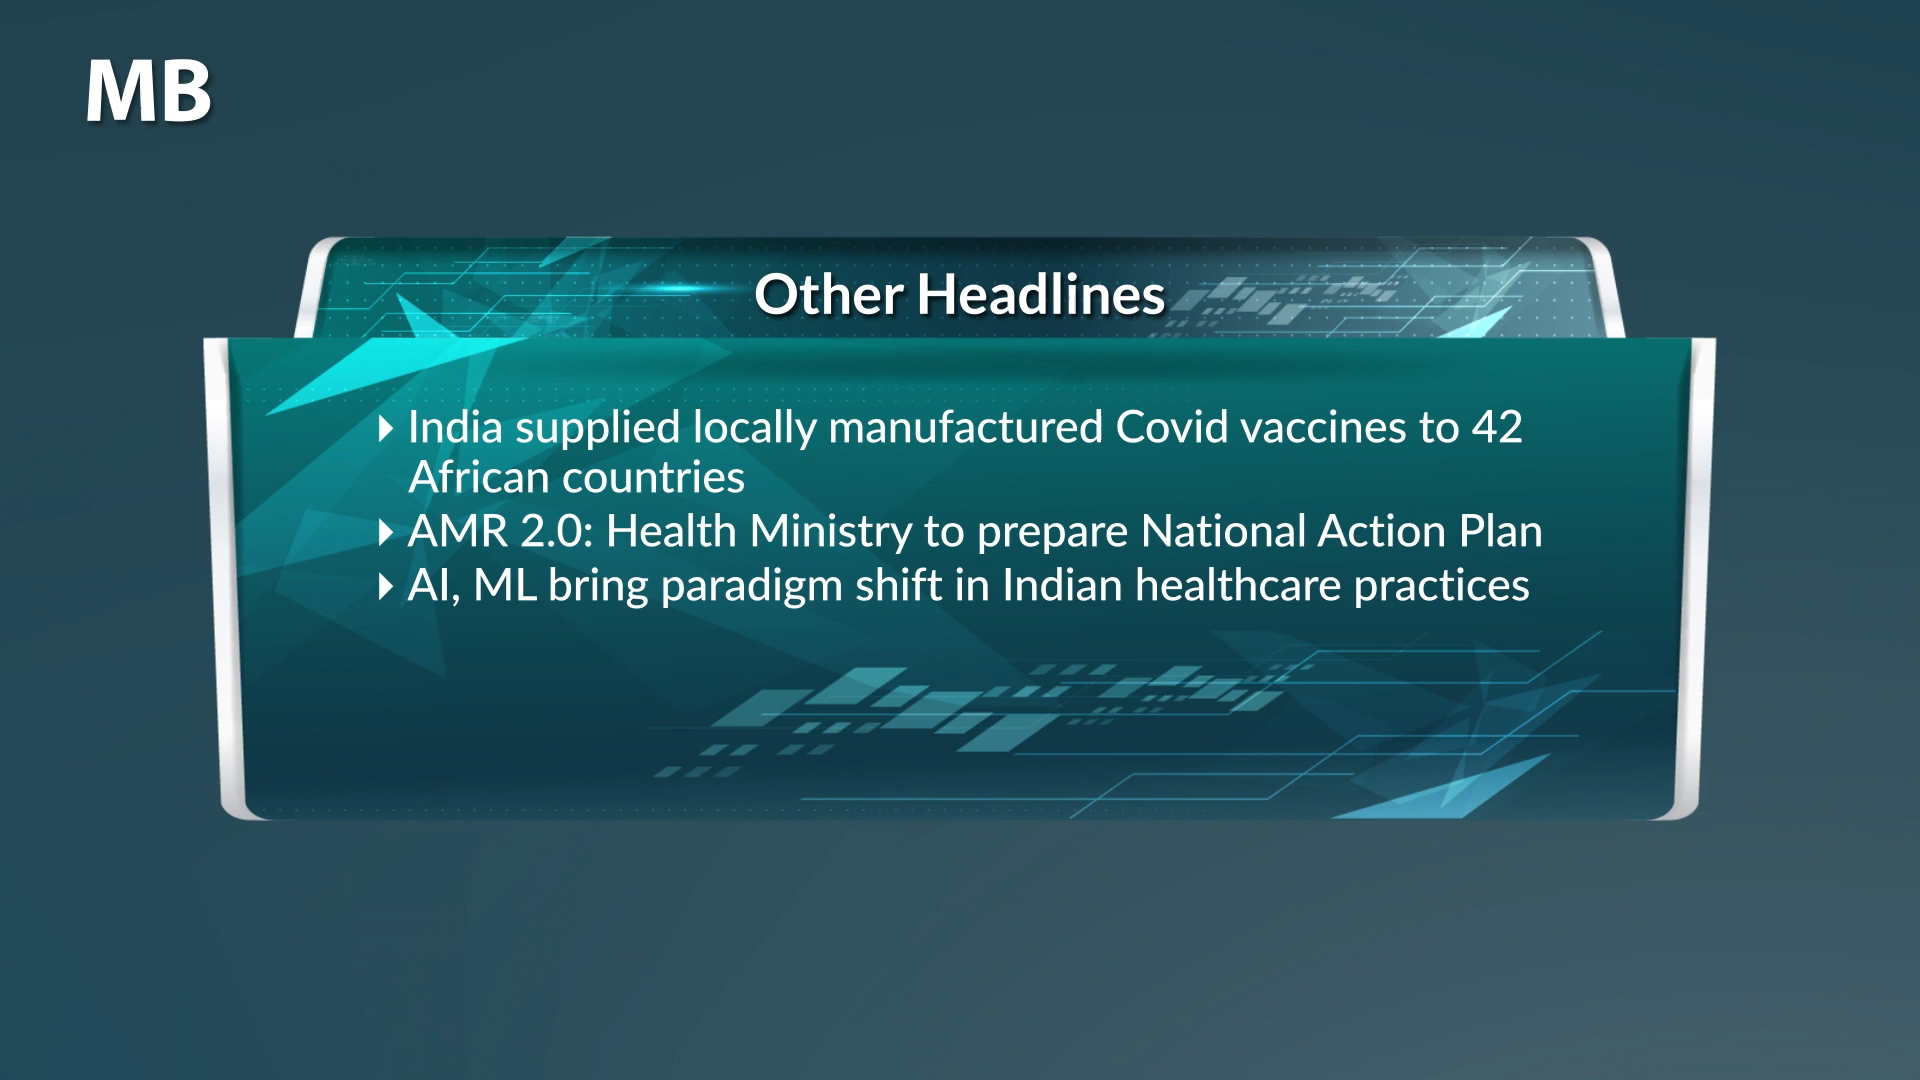 MB
Other Headlines
India supplied locally manufactured Covid vaccines to 42
African countries
AMR 2.0: Health Ministry to prepare National Action Plan
AI, ML bring paradigm shift in Indian healthcare practices